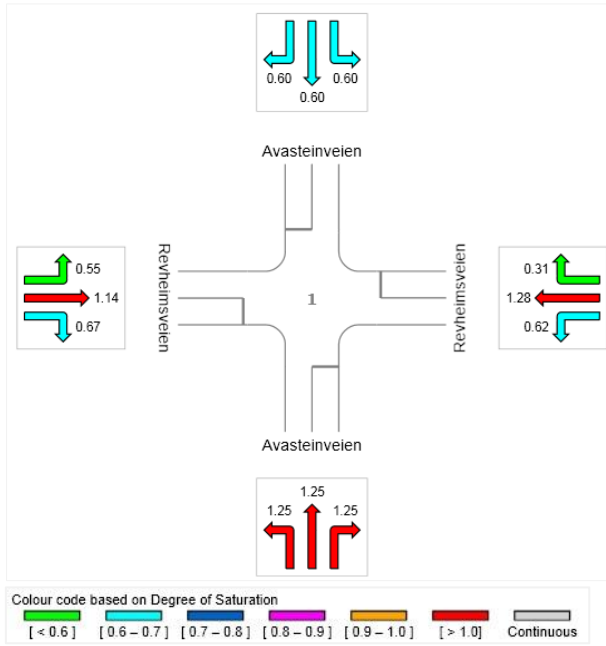 0.60 0.60
0.60
Avasteinveien
Revheimsveien
0.55
1.14
0.67
1
Revheimsveien
0.31
1.28
0.62
Avasteinveien
1.25
1.25 1.25
Colour code based on Degree of Saturation
[ < 0.6 ] [ 0.6 – 0.7 ] [ 0.7 – 0.8 ] [ 0.8 – 0.9 ] [ 0.9 – 1.0 ] [ > 1.0 ] Continuous